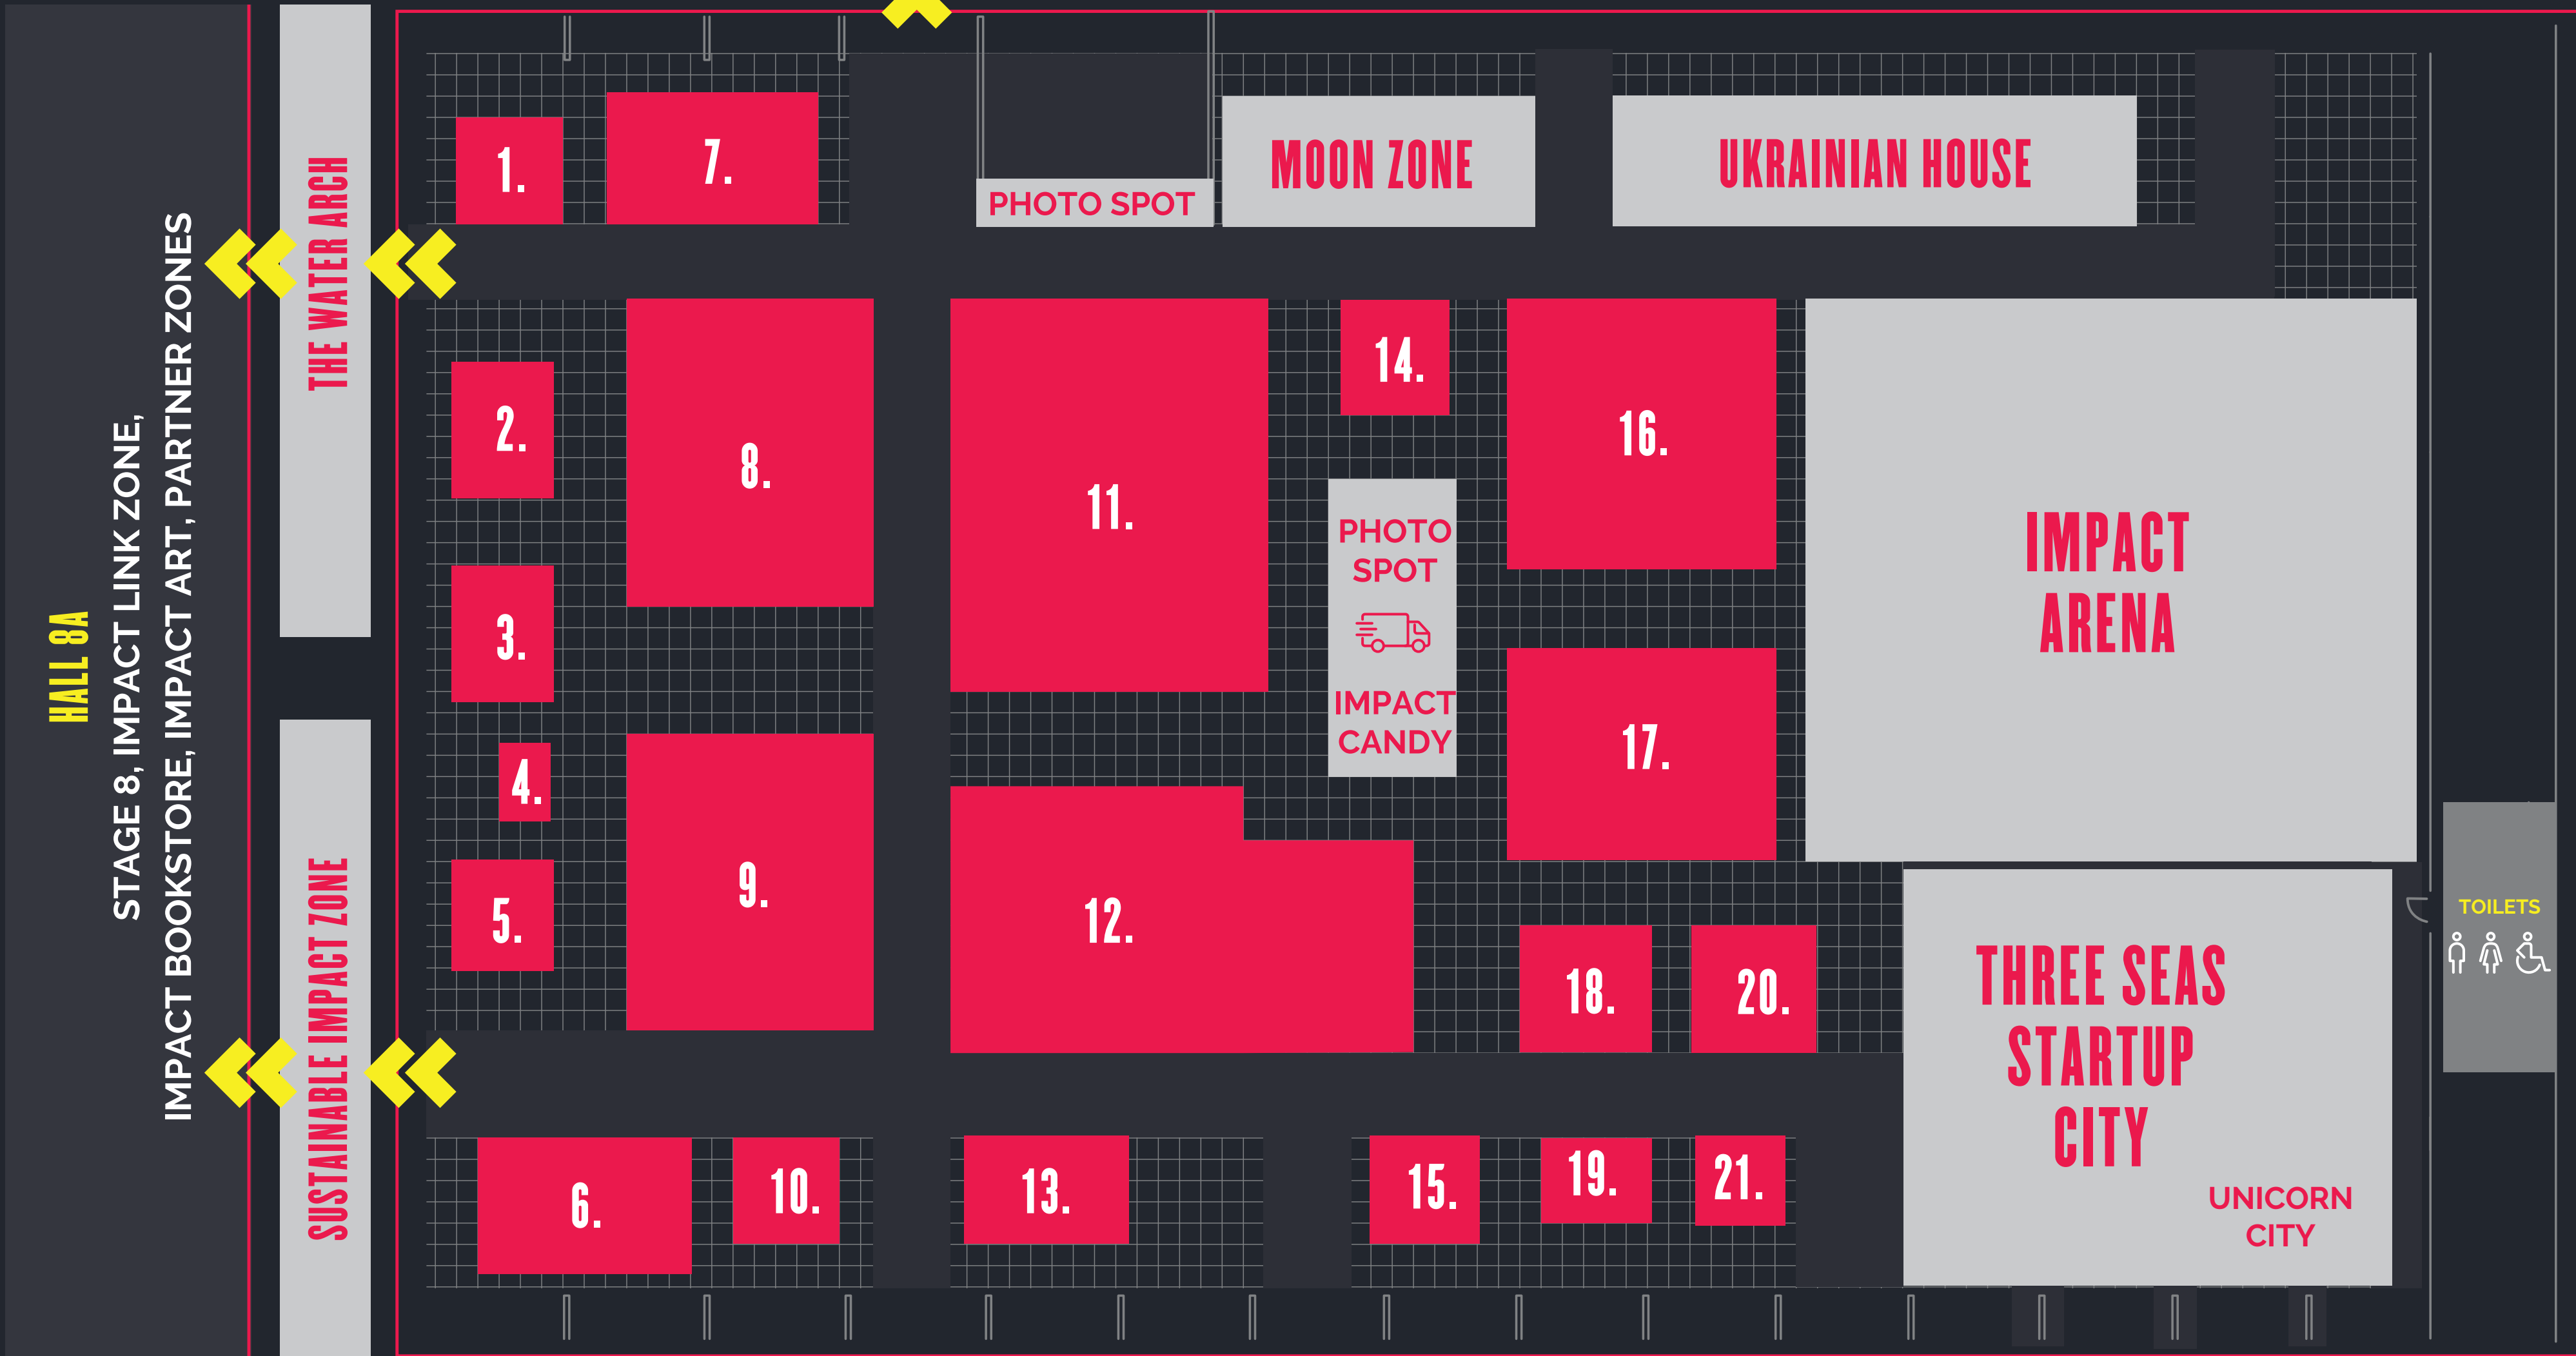 HALL 8A
STAGE 8, IMPACT LINK ZONE,
IMPACT BOOKSTORE, IMPACT ART, PARTNER ZONES
THE WATER ARCH
SUSTAINABLE IMPACT ZONE
1.
7.
PHOTO SPOT
MOON ZONE
UKRAINIAN HOUSE
2.
3.
4.
5.
8.
9.
11.
12.
14.
PHOTO
SPOT
IMPACT
CANDY
16.
17.
18.
20.
IMPACT
ARENA
THREE SEAS
STARTUP
CITY
UNICORN
CITY
TOILETS
6.
10.
13.
15.
19.
21.